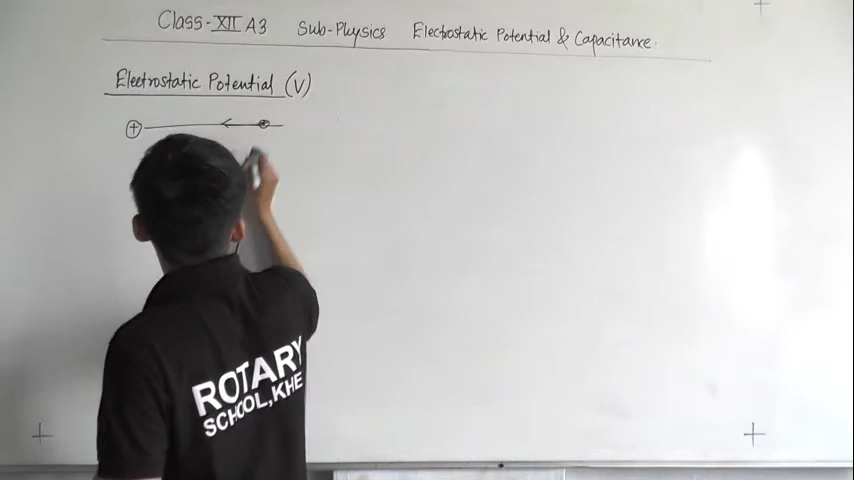 Class-XII A3 Sub-Physics Electrostatic Potential & Capacitance.
Electrostatic Potential (V)
+
ROTARY
SCHOOL, KHE